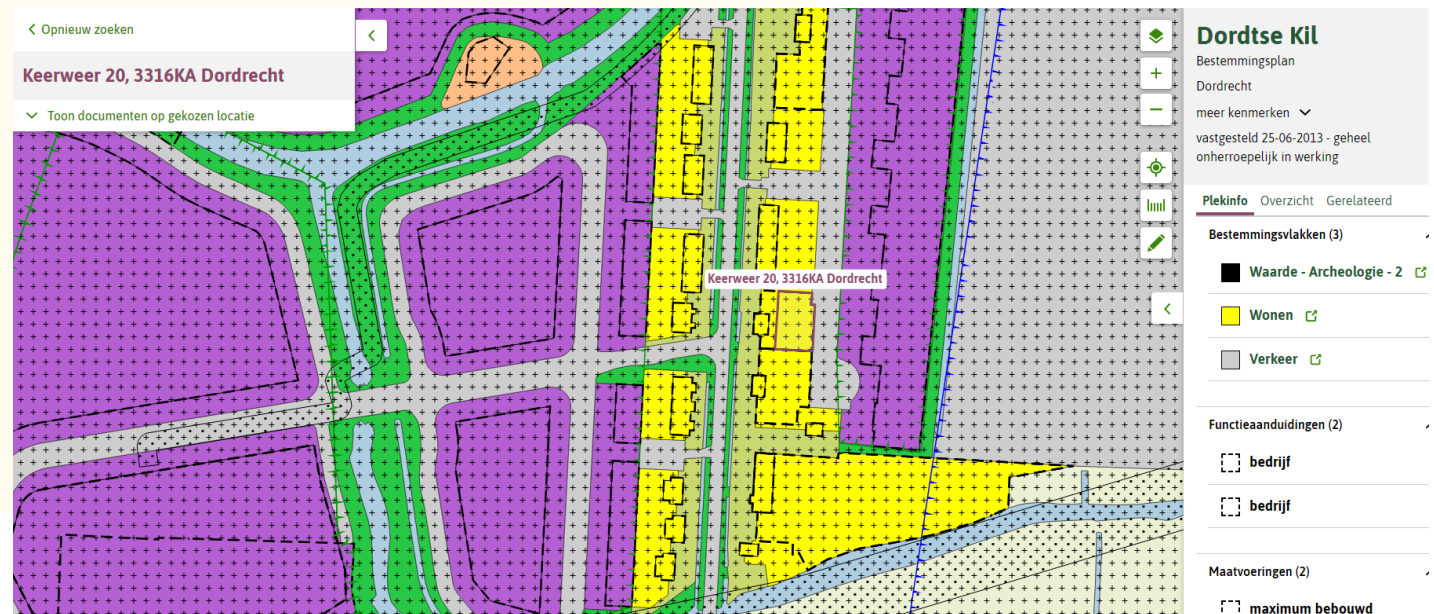 Opnieuw zoeken
Keerweer 20, 3316KA Dordrecht
Toon documenten op gekozen locatie
Keerweer 20, 3316KA Dordrecht
Dordtse Kil
Bestemmingsplan
Dordrecht
meer kenmerken
vastgesteld 25-06-2013 - geheel
onherroepelijk in werking
Plekinfo Overzicht Gerelateerd
Bestemmingsvlakken (3)
Waarde - Archeologie - 2
Wonen
Verkeer
Functieaanduidingen (2)
bedrijf
bedrijf
Maatvoeringen (2)
maximum bebouwd